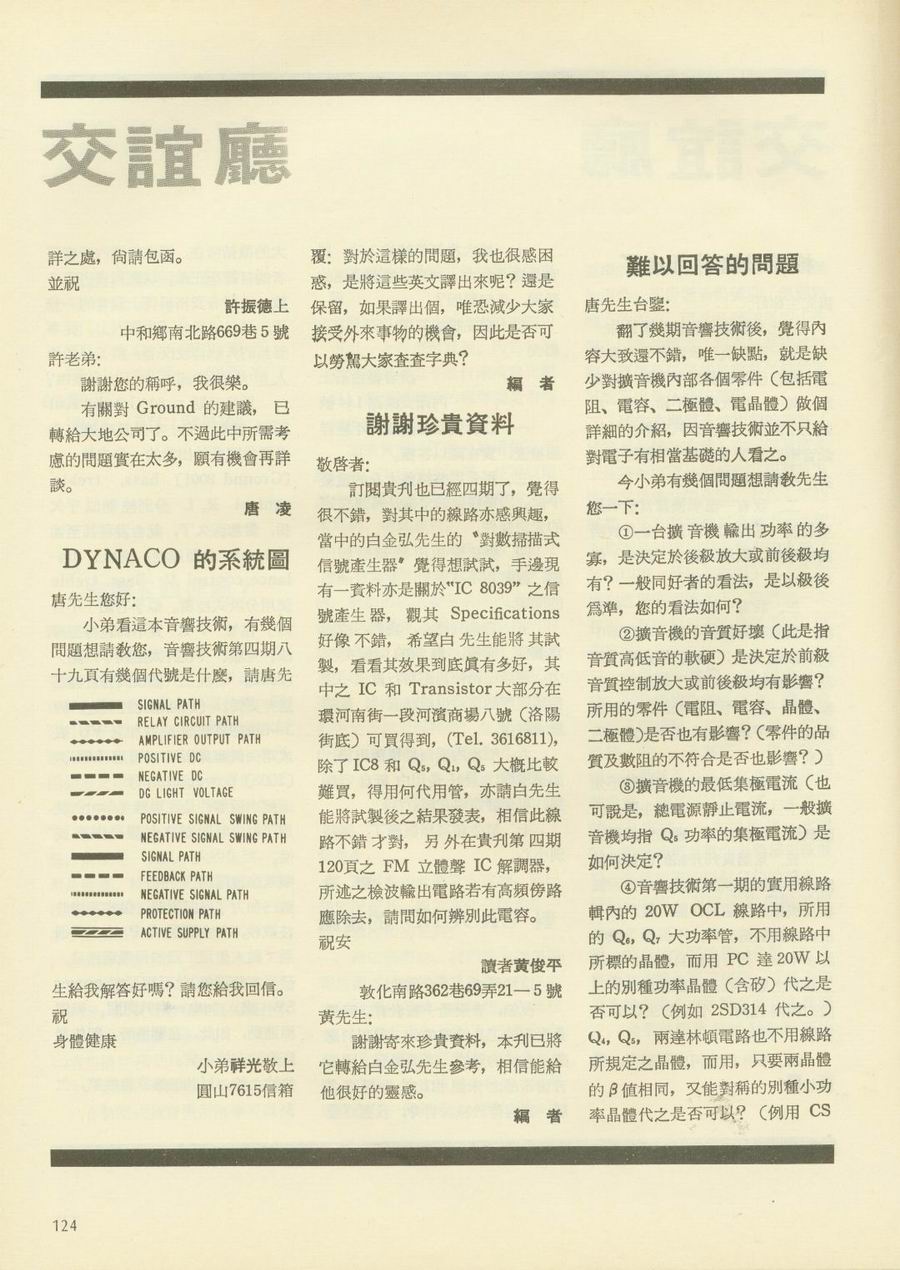 交誼廳
詳之處，尙請包函。
並祝
許振德上
中和鄉南北路669巷5號
許老弟:
謝謝您的稱呼，我很樂。
有關對 Ground 的建議， 已
轉給大地公司了。不過此中所需考
慮的問題實在太多，願有機會再詳
談。
唐 凌
DYNACO 的系統圖
唐先生您好:
小弟看這本音響技術，有幾個
問題想請敎您，音響技術第四期八
十九頁有幾個代號是什麼，請唐先
SIGNAL PATH
RELAY CIRCUIT PATH
AMPLIFIER OUTPUT PATH
POSITIVE DC
NEGATIVE DC
DC LIGHT VOLTAGE
POSITIVE SIGNAL SWING PATH
NEGATIVE SIGNAL SWING PATH
SIGNAL PATH
FEEDBACK PATH
NEGATIVE SIGNAL PATH
PROTECTION PATH
ACTIVE SUPPLY PATH
生給我解答好嗎？請您給我回信。
祝
身體健康
小弟祥光敬上
圓山7615信箱
覆: 對於這樣的問題，我也很感困
惑，是將這些英文譯出來呢？還是
保留，如果譯出個，唯恐減少大家
接受外來事物的機會，因此是否可
以勞駕大家查查字典？
編 者
謝謝珍貴資料
敬啓者:
訂閱貴刋也已經四期了，覺得
很不錯，對其中的線路亦感興趣，
當中的白金弘先生的〝對數掃描式
信號產生器〞覺得想試試，手邊現
有一資料亦是關於"IC 8039" 之信
號產生器， 觀其 Specifications
好像不錯， 希望白先生能將其試
製，看看其效果到底眞有多好，其
中之 IC 和 Transistor大部分在
環河南街一段河濱商場八號（洛陽
街底）可買得到，(Tel. 3616811),
除了IC8 和 Q₅, Q₁, Q₅ 大概比較
難買，得用何代用管，亦請白先生
能將試製後之結果發表，相信此線
路不錯才對， 另外在貴刋第四期
120頁之 FM 立體聲 IC 解調器，
所述之檢波輸出電路若有高頻傍路
應除去，請問如何辨別此電容。
祝安
讀者黃俊平
敦化南路362巷69弄21—5號
黃先生:
謝謝寄來珍貴資料，本刋已將
它轉給白金弘先生參考，相信能給
他很好的靈感。
編 者
難以回答的問題
唐先生台鑒:
翻了幾期音響技術後，覺得內
容大致還不錯，唯一缺點，就是缺
少對擴音機內部各個零件（包括電
阻、電容、二極體、電晶體）做個
詳細的介紹，因音響技術並不只給
對電子有相當基礎的人看之。
今小弟有幾個問題想請敎先生
您一下:
①一台擴音機輸出功率的多
寡，是決定於後級放大或前後級均
有？一般同好者的看法，是以級後
爲準，您的看法如何？
②擴音機的音質好壞（此是指
音質高低音的軟硬）是決定於前級
音質控制放大或前後級均有影響？
所用的零件（電阻、電容、晶體、
二極體)是否也有影響？(零件的品
質及數阻的不符合是否也影響？）
③擴音機的最低集極電流（也
可說是，總電源靜止電流，一般擴
音機均指 Q₆ 功率的集極電流）是
如何決定？
④音響技術第一期的實用線路
輯內的 20W OCL 線路中，所用
的 Q₆, Q₇ 大功率管，不用線路中
所標的晶體，而用 PC 達20W以
上的別種功率晶體（含矽）代之是
否可以？（例如 2SD314 代之。）
Q₄, Q₅， 兩達林頓電路也不用線路
所規定之晶體，而用，只要兩晶體
的β値相同，又能對稱的別種小功
率晶體代之是否可以？（例用 CS
124